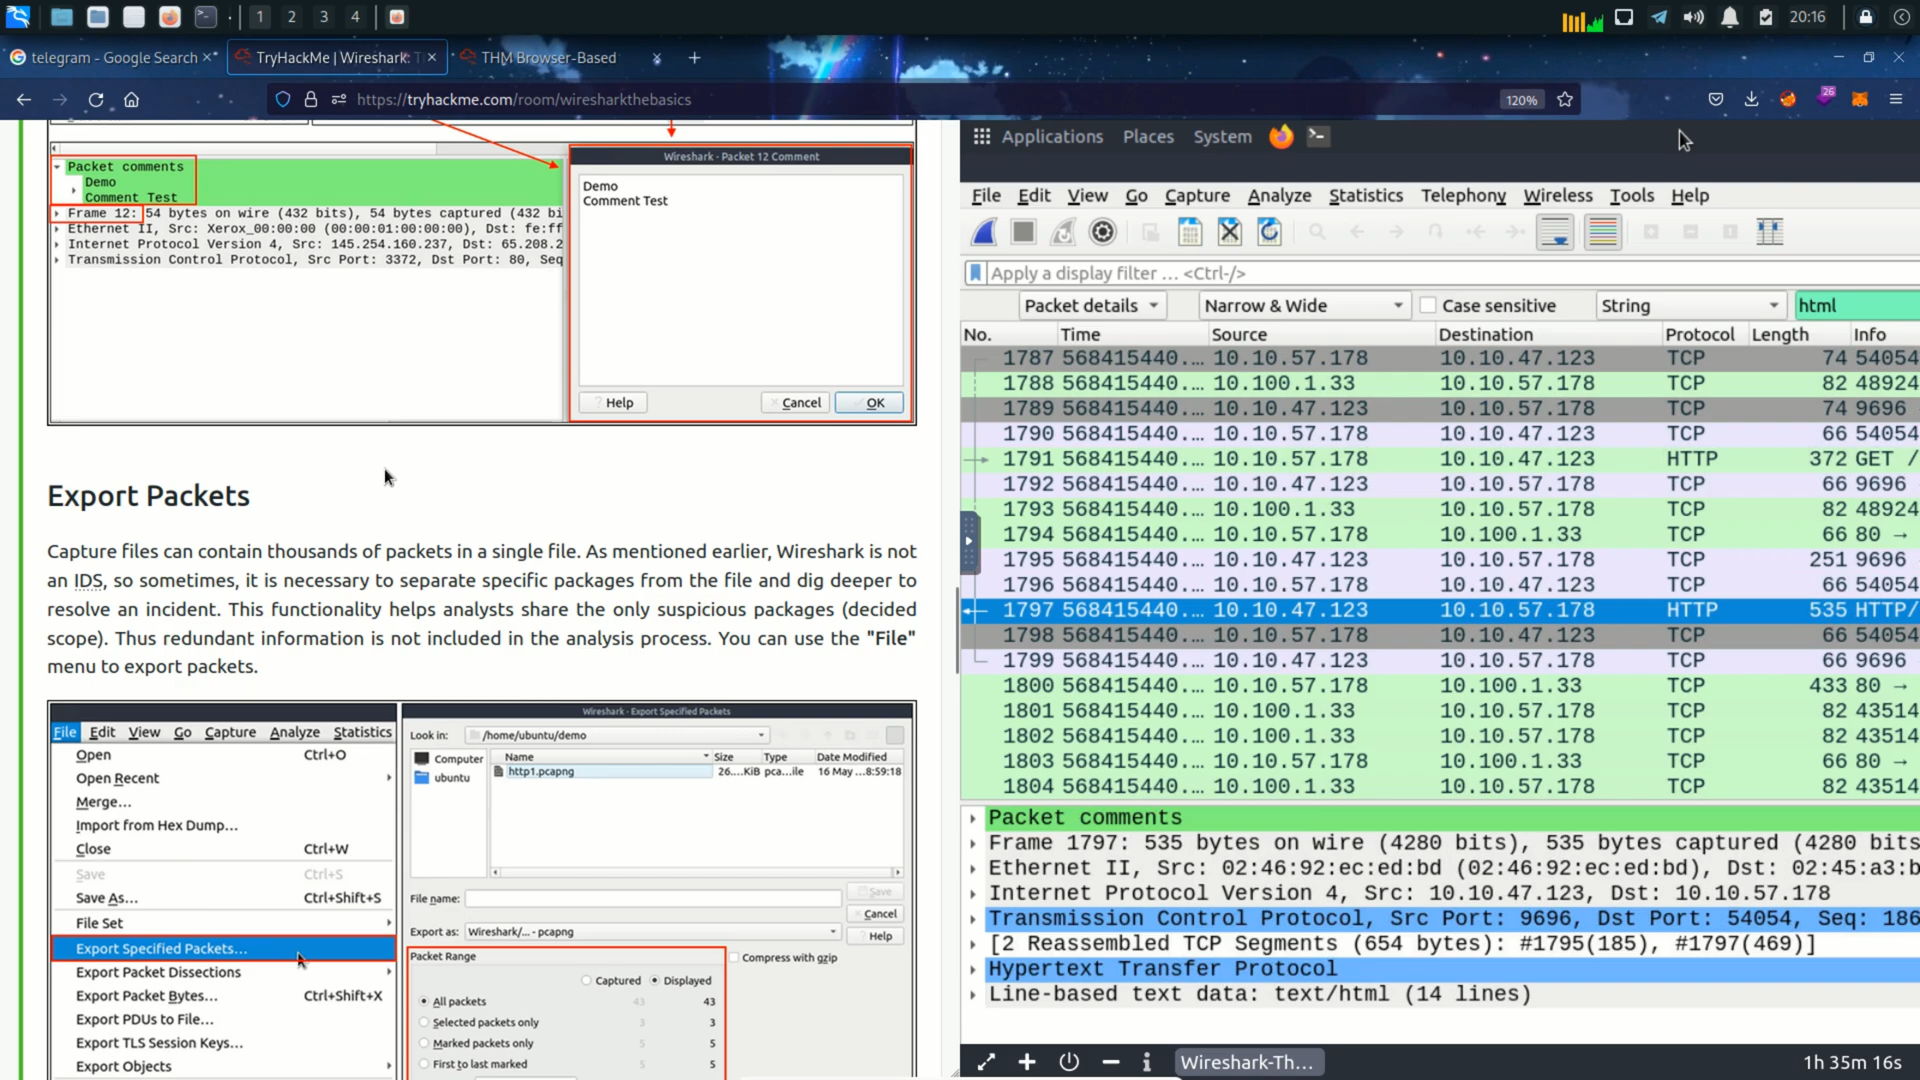 1 2 3 4 20:16
telegram - Google Search × TryHackMe | Wireshark: T × THM Browser-Based × +
https://tryhackme.com/room/wiresharkthebasics 120% 26
Packet comments
Demo
Comment Test
Frame 12: 54 bytes on wire (432 bits), 54 bytes captured (432 bi
Ethernet II, Src: Xerox_00:00:00 (00:00:01:00:00:00), Dst: fe:ff
Internet Protocol Version 4, Src: 145.254.160.237, Dst: 65.208.2
Transmission Control Protocol, Src Port: 3372, Dst Port: 80, Seq
Wireshark - Packet 12 Comment
Demo
Comment Test
Help Cancel OK
Export Packets
Capture files can contain thousands of packets in a single file. As mentioned earlier, Wireshark is not
an IDS, so sometimes, it is necessary to separate specific packages from the file and dig deeper to
resolve an incident. This functionality helps analysts share the only suspicious packages (decided
scope). Thus redundant information is not included in the analysis process. You can use the "File"
menu to export packets.
File Edit View Go Capture Analyze Statistics
Open Ctrl+O
Open Recent
Merge...
Import from Hex Dump...
Close Ctrl+W
Save Ctrl+S
Save As... Ctrl+Shift+S
File Set
Export Specified Packets...
Export Packet Dissections
Export Packet Bytes... Ctrl+Shift+X
Export PDUs to File...
Export TLS Session Keys...
Export Objects
Wireshark - Export Specified Packets
Look in: /home/ubuntu/demo
Computer
ubuntu
Name Size Type Date Modified
http1.pcapng 26....KiB pca...ile 16 May ...8:59:18
File name: Save
Cancel
Export as: Wireshark/... - pcapng Help
Packet Range Compress with gzip
Captured Displayed
All packets 43 43
Selected packets only 3 3
Marked packets only 5 5
First to last marked 5 5
Applications Places System
File Edit View Go Capture Analyze Statistics Telephony Wireless Tools Help
Apply a display filter … <Ctrl-/>
Packet details Narrow & Wide Case sensitive String html
No. Time Source Destination Protocol Length Info
1787 568415440.… 10.10.57.178 10.10.47.123 TCP 74 54054
1788 568415440.… 10.100.1.33 10.10.57.178 TCP 82 48924
1789 568415440.… 10.10.47.123 10.10.57.178 TCP 74 9696
1790 568415440.… 10.10.57.178 10.10.47.123 TCP 66 54054
1791 568415440.… 10.10.57.178 10.10.47.123 HTTP 372 GET /
1792 568415440.… 10.10.47.123 10.10.57.178 TCP 66 9696
1793 568415440.… 10.100.1.33 10.10.57.178 TCP 82 48924
1794 568415440.… 10.10.57.178 10.100.1.33 TCP 66 80 →
1795 568415440.… 10.10.47.123 10.10.57.178 TCP 251 9696
1796 568415440.… 10.10.57.178 10.10.47.123 TCP 66 54054
1797 568415440.… 10.10.47.123 10.10.57.178 HTTP 535 HTTP/
1798 568415440.… 10.10.57.178 10.10.47.123 TCP 66 54054
1799 568415440.… 10.10.47.123 10.10.57.178 TCP 66 9696
1800 568415440.… 10.10.57.178 10.100.1.33 TCP 433 80 →
1801 568415440.… 10.100.1.33 10.10.57.178 TCP 82 43514
1802 568415440.… 10.100.1.33 10.10.57.178 TCP 82 43514
1803 568415440.… 10.10.57.178 10.100.1.33 TCP 66 80 →
1804 568415440.… 10.100.1.33 10.10.57.178 TCP 82 43514
Packet comments
Frame 1797: 535 bytes on wire (4280 bits), 535 bytes captured (4280 bits
Ethernet II, Src: 02:46:92:ec:ed:bd (02:46:92:ec:ed:bd), Dst: 02:45:a3:b
Internet Protocol Version 4, Src: 10.10.47.123, Dst: 10.10.57.178
Transmission Control Protocol, Src Port: 9696, Dst Port: 54054, Seq: 186
[2 Reassembled TCP Segments (654 bytes): #1795(185), #1797(469)]
Hypertext Transfer Protocol
Line-based text data: text/html (14 lines)
Wireshark-Th... 1h 35m 16s